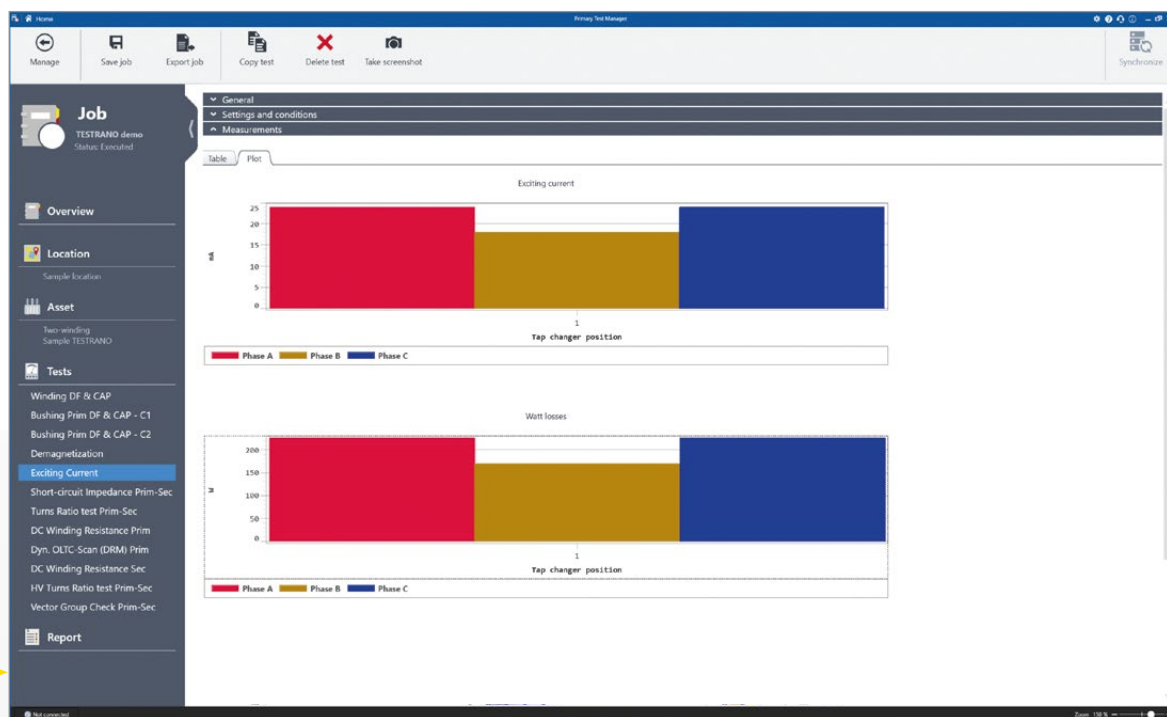 Home
Primary Test Manager
Manage
Save job
Export job
Copy test
Delete test
Take screenshot
Synchronize
Job
TESTRANO demo
Status: Executed
Overview
Location
Sample location
Asset
Two-winding
Sample TESTRANO
Tests
Winding DF & CAP
Bushing Prim DF & CAP - C1
Bushing Prim DF & CAP - C2
Demagnetization
Exciting Current
Short-circuit Impedance Prim-Sec
Turns Ratio test Prim-Sec
DC Winding Resistance Prim
Dyn. OLTC-Scan (DRM) Prim
DC Winding Resistance Sec
HV Turns Ratio test Prim-Sec
Vector Group Check Prim-Sec
Report
General
Settings and conditions
Measurements
Table Plot
Exciting current
25
20
15
10
5
0
1
Tap changer position
Phase A Phase B Phase C
Watt losses
200
150
100
50
0
W
1
Tap changer position
Phase A Phase B Phase C
Not connected
Zoom 150 %